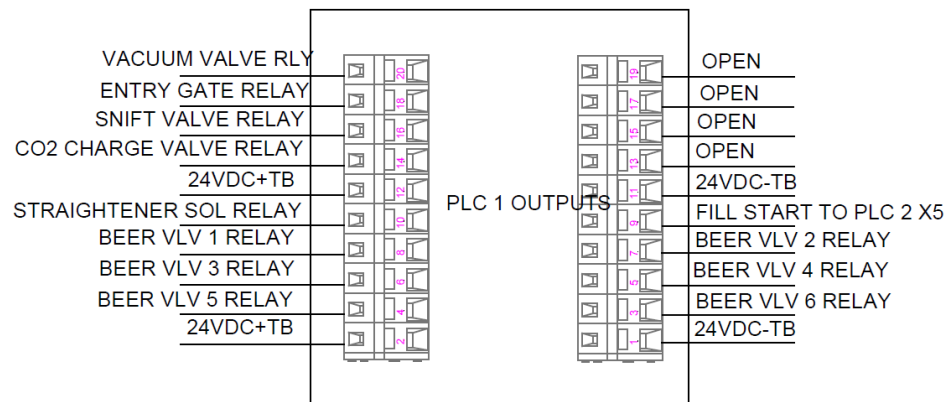 VACUUM VALVE RLY
ENTRY GATE RELAY
SNIFT VALVE RELAY
CO2 CHARGE VALVE RELAY
24VDC+TB
STRAIGHTENER SOL RELAY
BEER VLV 1 RELAY
BEER VLV 3 RELAY
BEER VLV 5 RELAY
24VDC+TB
20
18
16
14
12
10
8
6
4
2
PLC 1 OUTPUTS
19
17
15
13
11
9
7
5
3
1
OPEN
OPEN
OPEN
OPEN
24VDC-TB
FILL START TO PLC 2 X5
BEER VLV 2 RELAY
BEER VLV 4 RELAY
BEER VLV 6 RELAY
24VDC-TB